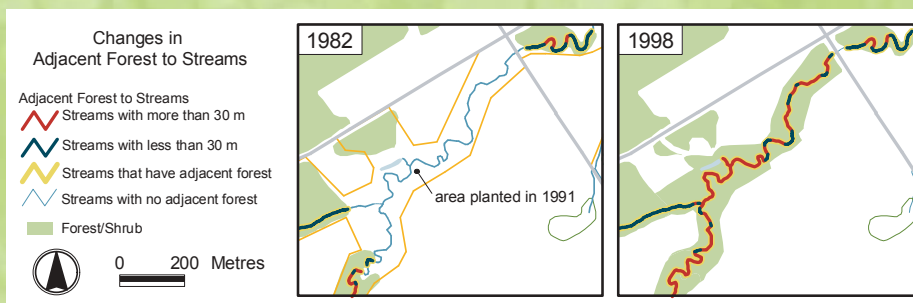 Changes in
Adjacent Forest to Streams
Adjacent Forest to Streams
Streams with more than 30 m
Streams with less than 30 m
Streams that have adjacent forest
Streams with no adjacent forest
Forest/Shrub
0 200 Metres
1982
area planted in 1991
1998